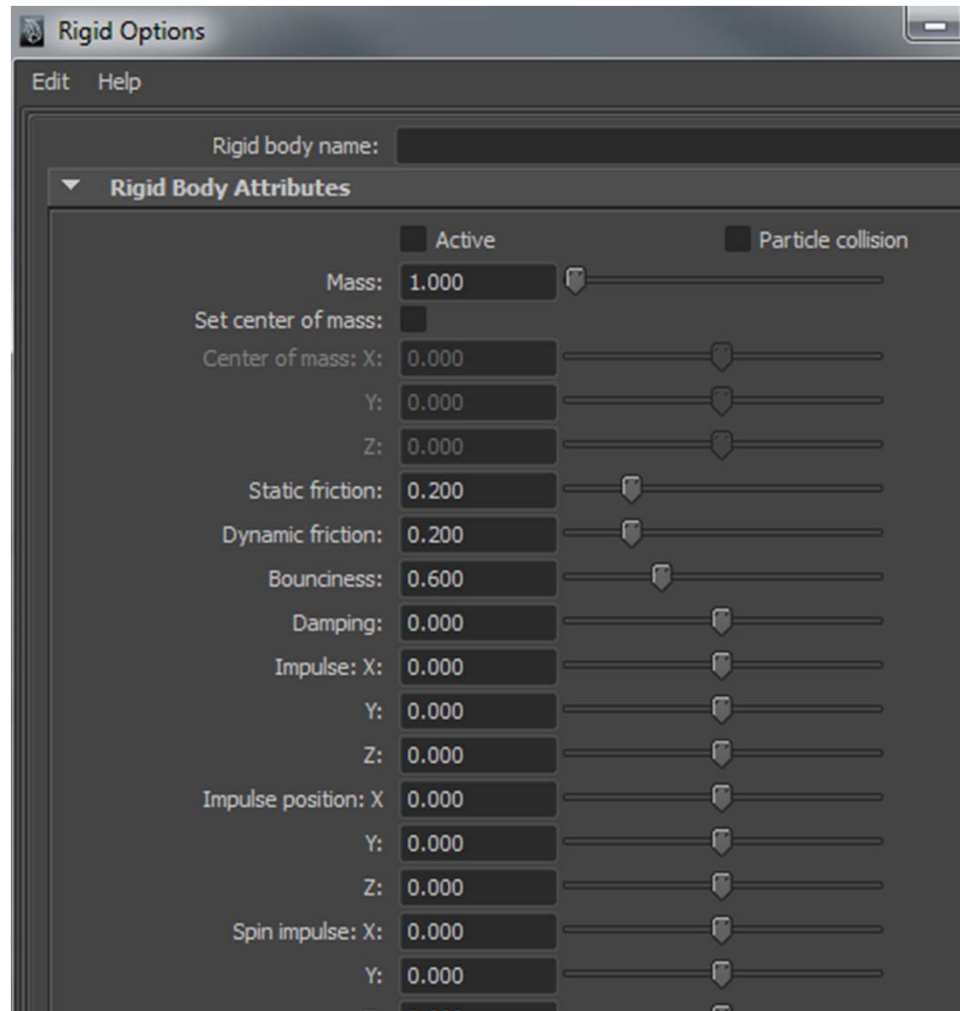 Rigid Options
Edit Help
Rigid body name:
Rigid Body Attributes
Active Particle collision
Mass: 1.000
Set center of mass:
Center of mass: X: 0.000
Y: 0.000
Z: 0.000
Static friction: 0.200
Dynamic friction: 0.200
Bounciness: 0.600
Damping: 0.000
Impulse: X: 0.000
Y: 0.000
Z: 0.000
Impulse position: X 0.000
Y: 0.000
Z: 0.000
Spin impulse: X: 0.000
Y: 0.000